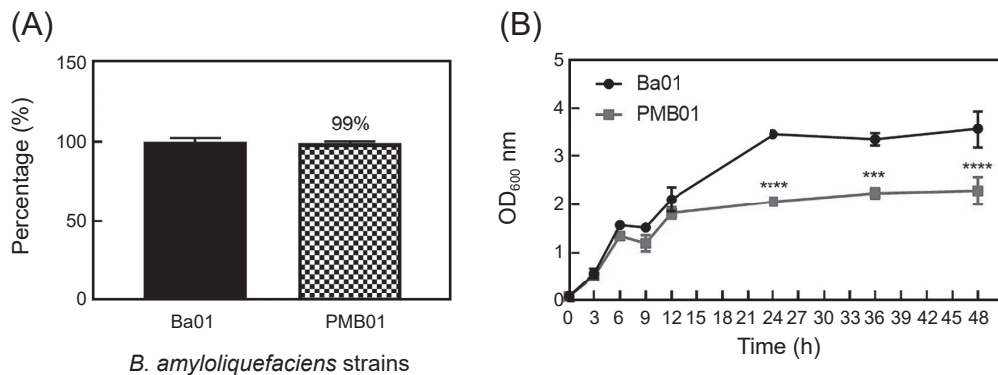 (A)
Percentage (%)
150
100
50
0
99%
Ba01
PMB01
B. amyloliquefaciens strains
(B)
OD600 nm
5
4
3
2
1
0
Ba01
PMB01
****
***
****
0 3 6 9 12 15 18 21 24 27 30 33 36 39 42 45 48
Time (h)